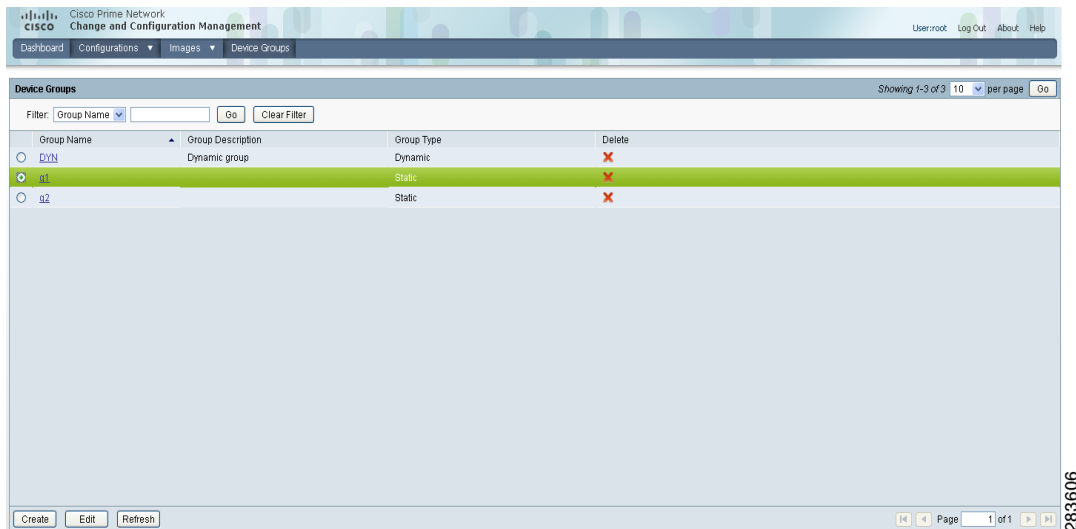 Cisco Prime Network
CISCO Change and Configuration Management
User:root Log Out About Help
Dashboard Configurations Images Device Groups
Device Groups Showing 1-3 of 3 10 per page Go
Filter: Group Name Go Clear Filter
Group Name Group Description Group Type Delete
DYN Dynamic group Dynamic
g1 Static
g2 Static
Create Edit Refresh Page 1 of 1
283606